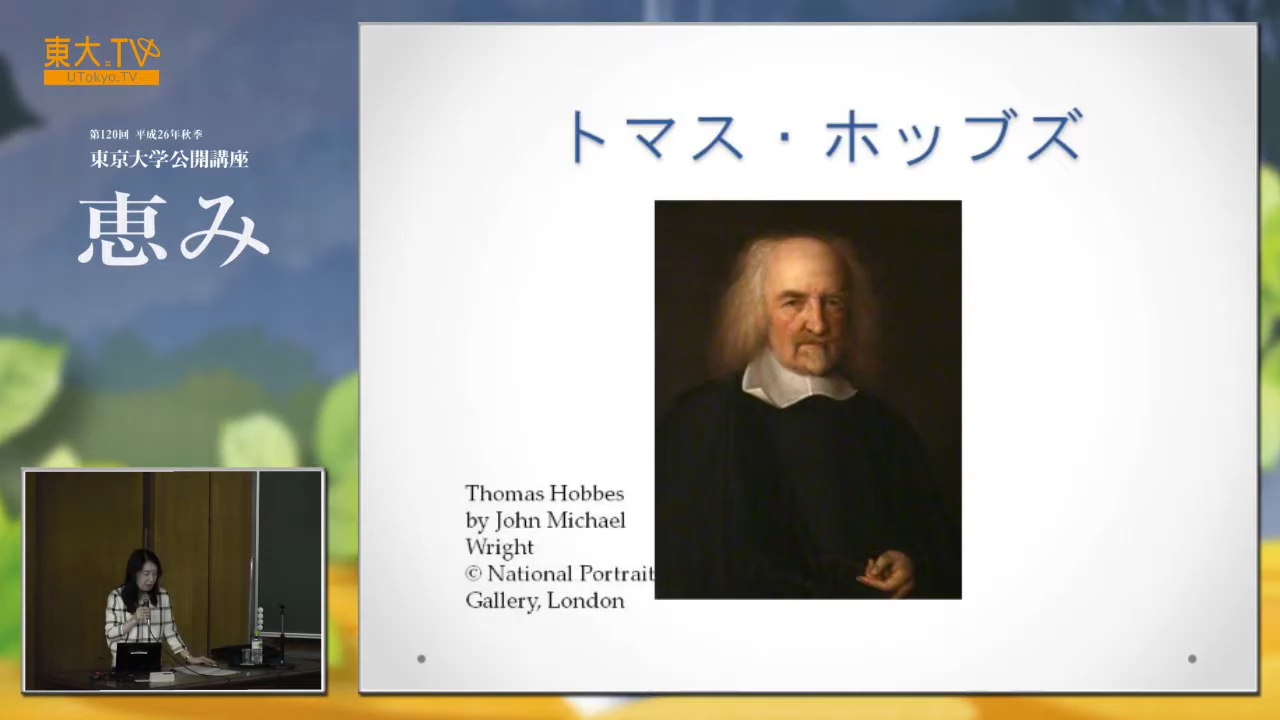 東大.TV
UTokyo.TV
第120回 平成26年秋季
東京大学公開講座
恵み
トマス・ホッブズ
Thomas Hobbes
by John Michael
Wright
© National Portrait
Gallery, London